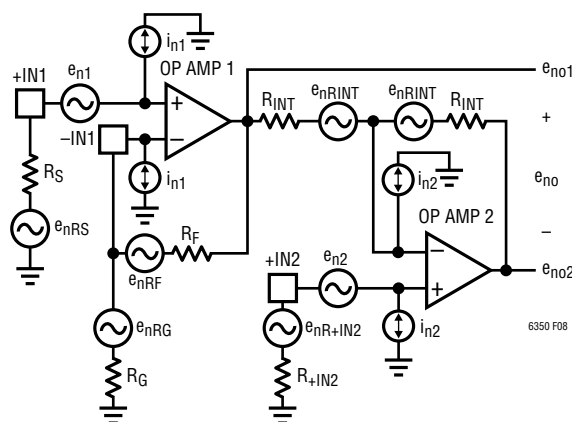 i_n1
OP AMP 1
e_n1
+IN1
e_no1
+
e_nRINT
e_nRINT
R_INT
R_INT
+
–IN1
–
R_S
i_n1
i_n2
e_no
OP AMP 2
e_nRS
R_F
–
+IN2
e_n2
–
e_no2
e_nRF
+
e_nRG
e_nR+IN2
i_n2
6350 F08
R_G
R_+IN2